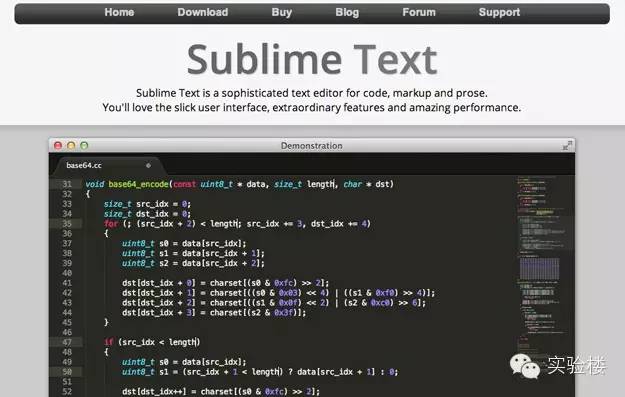 Home Download Buy Blog Forum Support
Sublime Text
Sublime Text is a sophisticated text editor for code, markup and prose.
You'll love the slick user interface, extraordinary features and amazing performance.
Demonstration
base64.cc
31 void base64_encode(const uint8_t * data, size_t length, char * dst)
32 {
33 size_t src_idx = 0;
34 size_t dst_idx = 0;
35 for (; (src_idx + 2) < length; src_idx += 3, dst_idx += 4)
36 {
37 uint8_t s0 = data[src_idx];
38 uint8_t s1 = data[src_idx + 1];
39 uint8_t s2 = data[src_idx + 2];
40
41 dst[dst_idx + 0] = charset[(s0 & 0xfc) >> 2];
42 dst[dst_idx + 1] = charset[((s0 & 0x03) << 4) | ((s1 & 0xf0) >> 4)];
43 dst[dst_idx + 2] = charset[((s1 & 0x0f) << 2) | (s2 & 0xc0) >> 6];
44 dst[dst_idx + 3] = charset[(s2 & 0x3f)];
45 }
46
47 if (src_idx < length)
48 {
49 uint8_t s0 = data[src_idx];
50 uint8_t s1 = (src_idx + 1 < length) ? data[src_idx + 1] : 0;
51
52 dst[dst_idx++] = charset[(s0 & 0xfc) >> 2];
实验楼